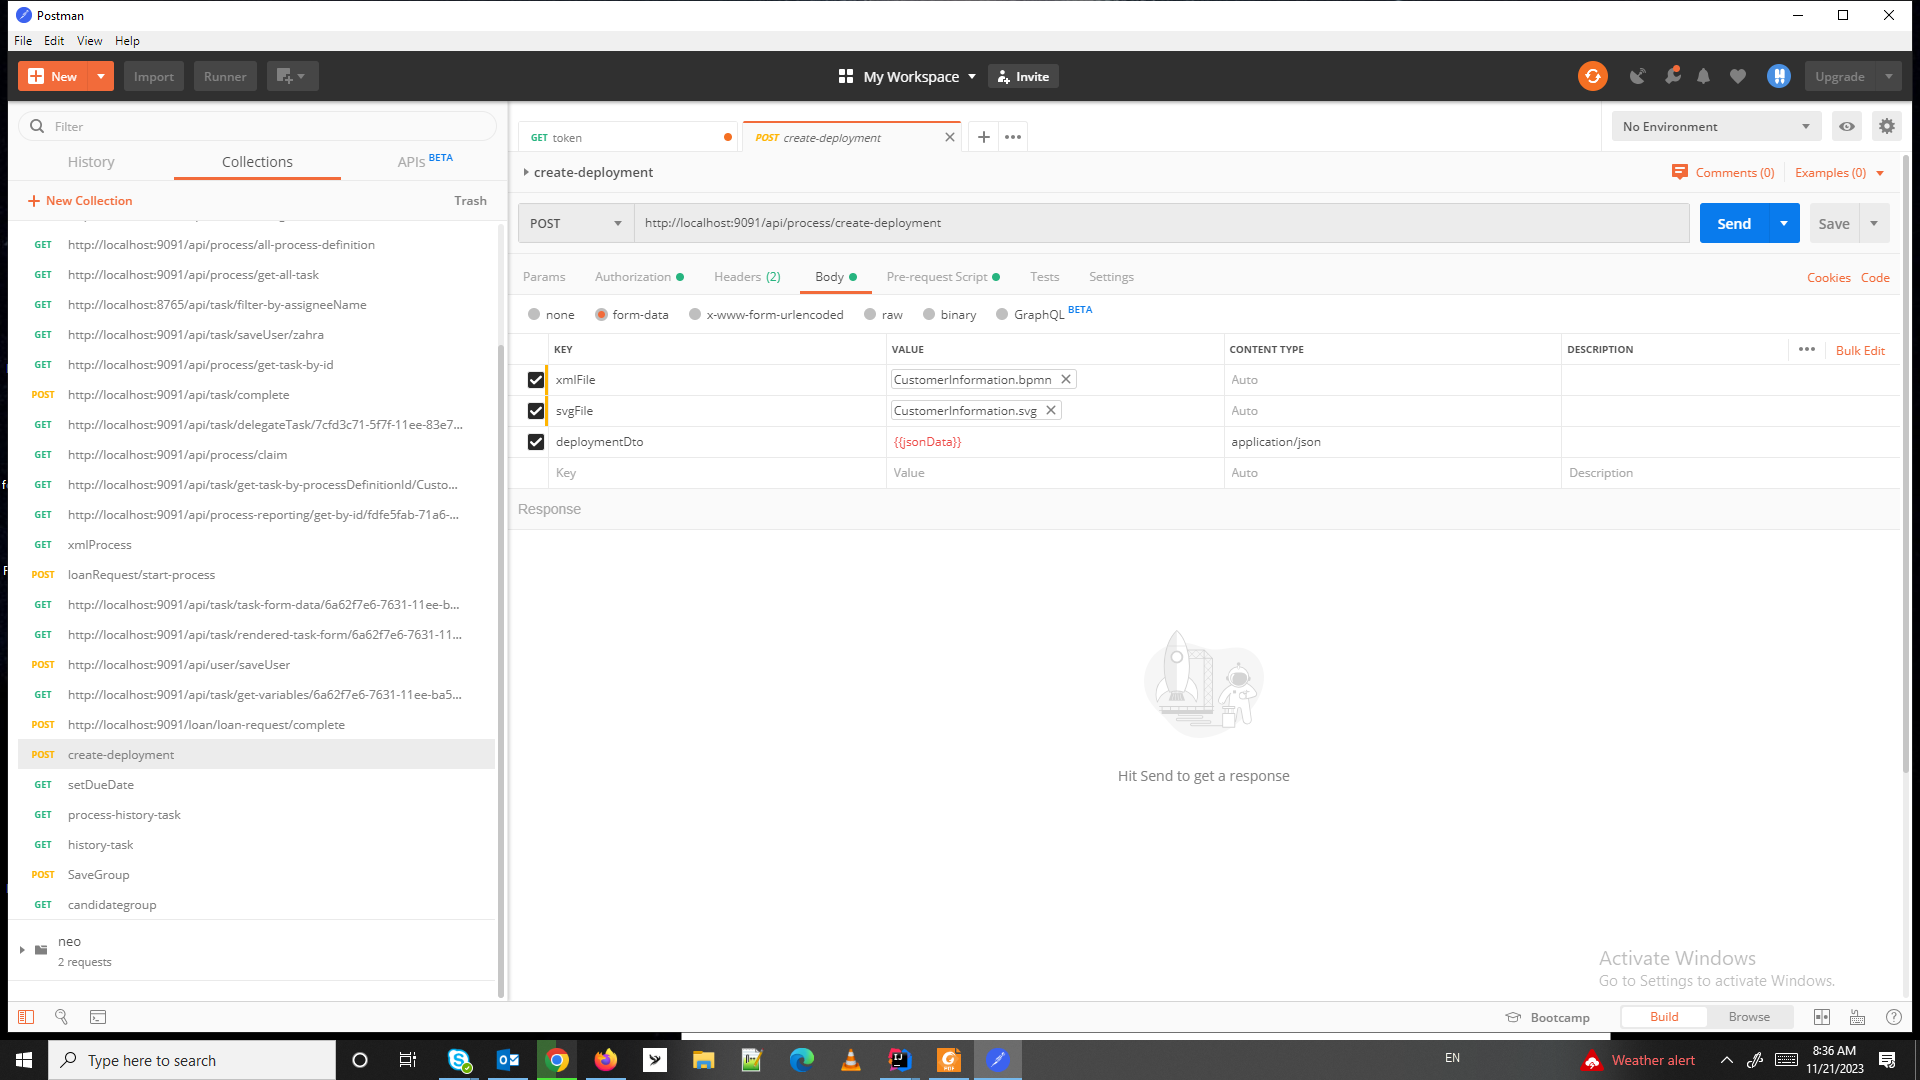 Postman
File Edit View Help
New Import Runner My Workspace Invite Upgrade
Filter
History Collections APIs BETA
New Collection Trash
GET http://localhost:9091/api/process/all-process-definition
GET http://localhost:9091/api/process/get-all-task
GET http://localhost:8765/api/task/filter-by-assigneeName
GET http://localhost:9091/api/task/saveUser/zahra
GET http://localhost:9091/api/process/get-task-by-id
POST http://localhost:9091/api/task/complete
GET http://localhost:9091/api/task/delegateTask/7cfd3c71-5f7f-11ee-83e7...
GET http://localhost:9091/api/process/claim
GET http://localhost:9091/api/task/get-task-by-processDefinitionId/Custo...
GET http://localhost:9091/api/process-reporting/get-by-id/fdfe5fab-71a6-...
GET xmlProcess
POST loanRequest/start-process
GET http://localhost:9091/api/task/task-form-data/6a62f7e6-7631-11ee-b...
GET http://localhost:9091/api/task/rendered-task-form/6a62f7e6-7631-11...
POST http://localhost:9091/api/user/saveUser
GET http://localhost:9091/api/task/get-variables/6a62f7e6-7631-11ee-ba5...
POST http://localhost:9091/loan/loan-request/complete
POST create-deployment
GET setDueDate
GET process-history-task
GET history-task
POST SaveGroup
GET candidategroup
neo
2 requests
GET token POST create-deployment
No Environment
create-deployment
Comments (0) Examples (0)
POST http://localhost:9091/api/process/create-deployment Send Save
Params Authorization Headers (2) Body Pre-request Script Tests Settings Cookies Code
none form-data x-www-form-urlencoded raw binary GraphQL BETA
KEY VALUE CONTENT TYPE DESCRIPTION Bulk Edit
xmlFile CustomerInformation.bpmn Auto
svgFile CustomerInformation.svg Auto
deploymentDto {{jsonData}} application/json
Key Value Auto Description
Response
Hit Send to get a response
Activate Windows
Go to Settings to activate Windows.
Bootcamp Build Browse
Type here to search
EN
Weather alert
8:36 AM
11/21/2023